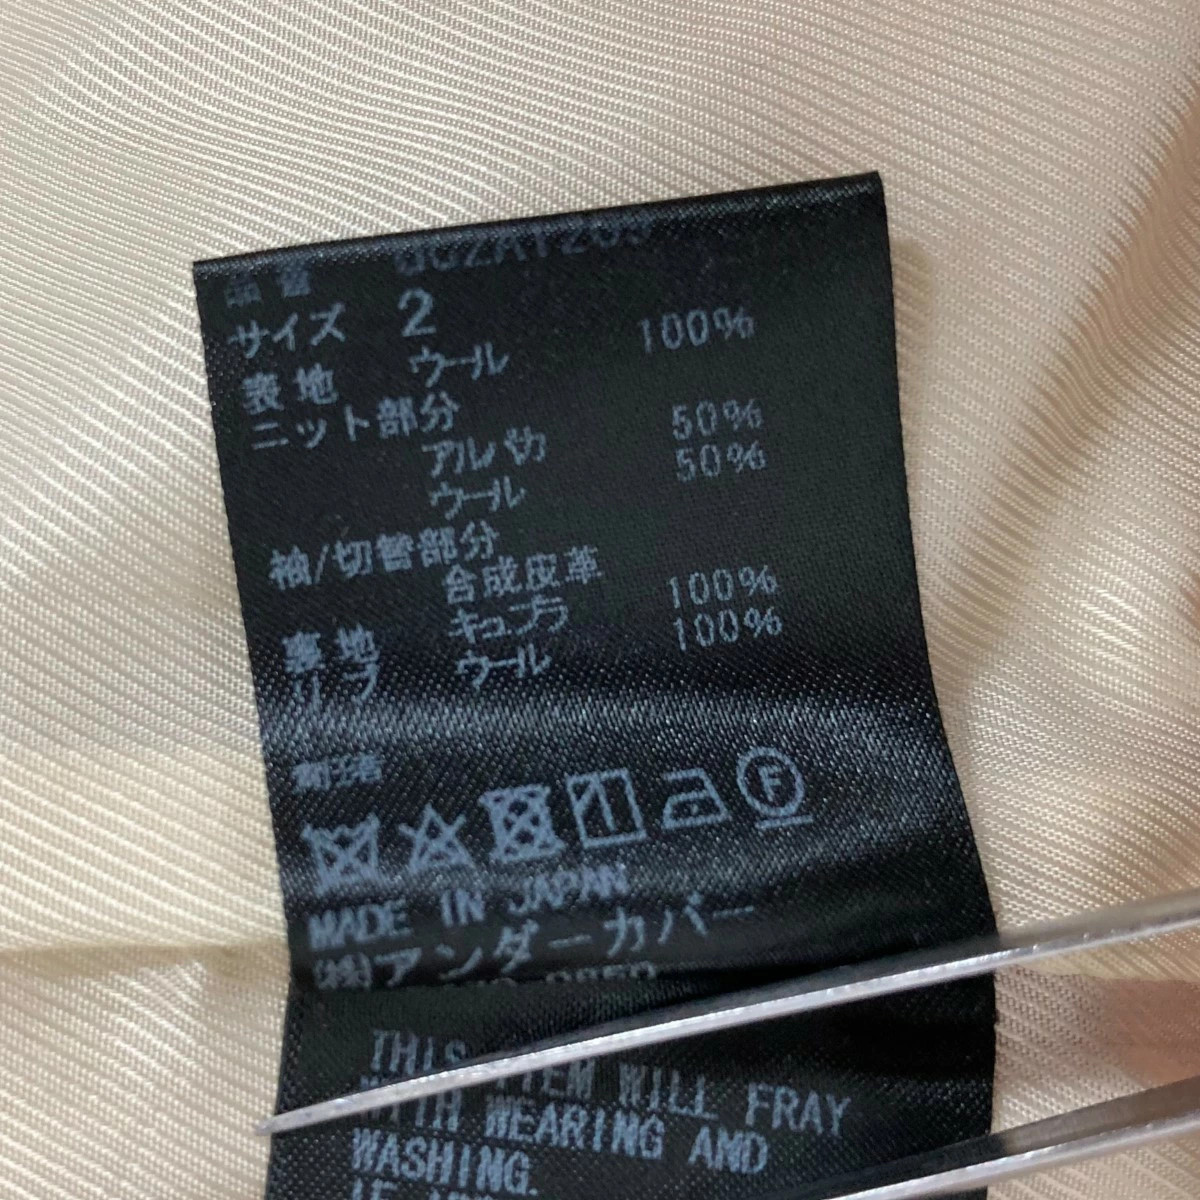 品番
サイズ 2
表地 ウール 100%
ニット部分
アルパカ 50%
ウール 50%
袖/切替部分
合成皮革
裏地 キュプラ 100%
リブ ウール 100%
MADE IN JAPAN
(株)アンダーカバー
THIS ITEM WILL FRAY
WITH WEARING AND
WASHING.